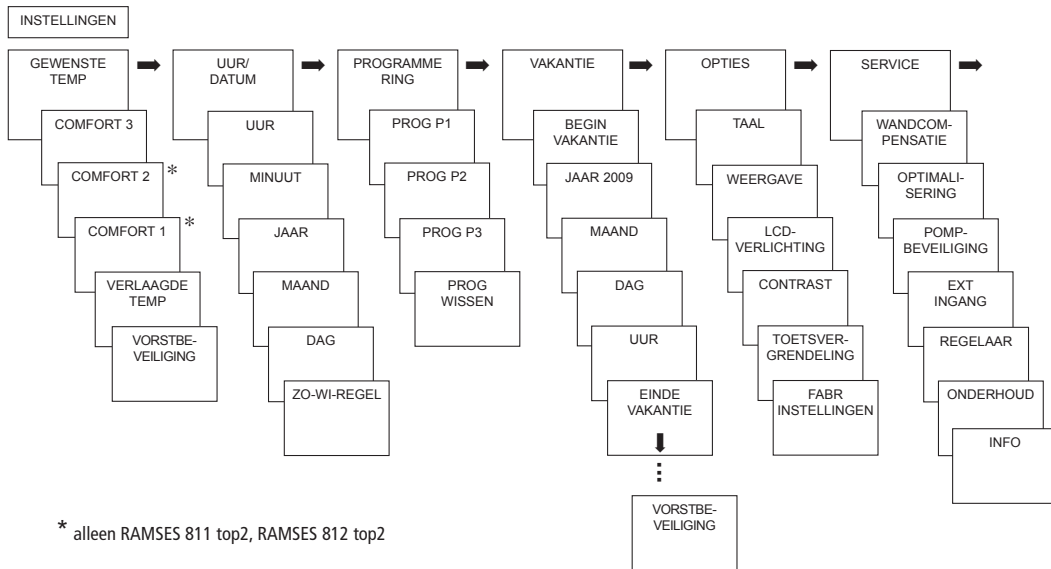 INSTELLINGEN
GEWENSTE
TEMP
COMFORT 3
COMFORT 2 *
COMFORT 1 *
VERLAAGDE
TEMP
VORSTBE-
VEILIGING
UUR/
DATUM
UUR
MINUUT
JAAR
MAAND
DAG
ZO-WI-REGEL
PROGRAMME
RING
PROG P1
PROG P2
PROG P3
PROG
WISSEN
VAKANTIE
BEGIN
VAKANTIE
JAAR 2009
MAAND
DAG
UUR
EINDE
VAKANTIE
VORSTBE-
VEILIGING
OPTIES
TAAL
WEERGAVE
LCD-
VERLICHTING
CONTRAST
TOETSVER-
GRENDELING
FABR
INSTELLINGEN
SERVICE
WANDCOM-
PENSATIE
OPTIMALI-
SERING
POMP-
BEVEILIGING
EXT
INGANG
REGELAAR
ONDERHOUD
INFO
* alleen RAMSES 811 top2, RAMSES 812 top2